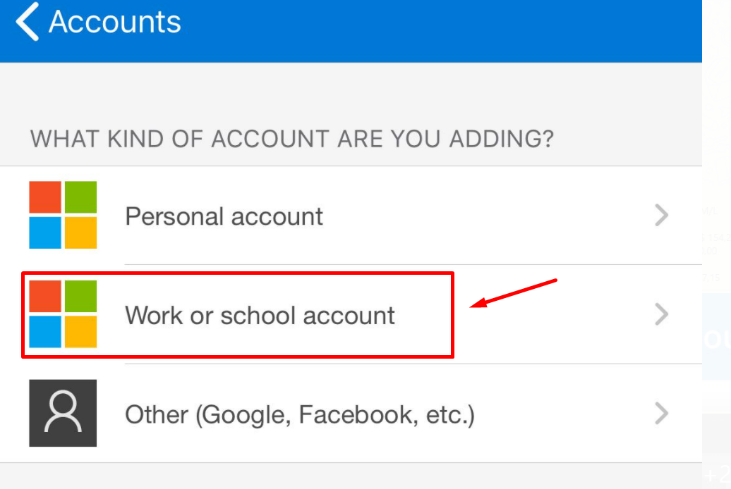 Accounts
WHAT KIND OF ACCOUNT ARE YOU ADDING?
Personal account
Work or school account
Other (Google, Facebook, etc.)